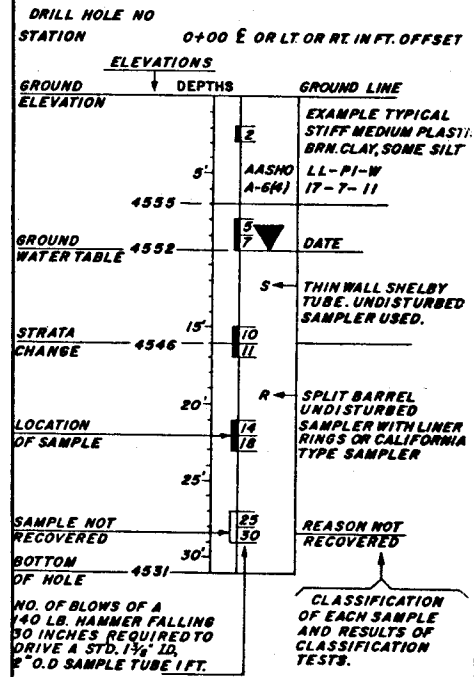 DRILL HOLE NO
STATION 0+00 ₤ OR LT. OR RT. IN FT. OFFSET
ELEVATIONS
GROUND ELEVATION
DEPTHS
GROUND LINE
EXAMPLE TYPICAL
STIFF MEDIUM
BRN. CLAY, SOME SILT
2
5'
AASHO LL-PI-W
A-6(4) 17-7-11
4555
5
7
GROUND
WATER TABLE
4552
DATE
S
THIN WALL SHELBY
TUBE. UNDISTURBED
SAMPLER USED.
15'
10
11
STRATA
CHANGE
4546
R
SPLIT BARREL
UNDISTURBED
SAMPLER WITH LINER
RINGS OR CALIFORNIA
TYPE SAMPLER
20'
LOCATION
OF SAMPLE
14
18
25'
SAMPLE NOT
RECOVERED
25
30
REASON NOT
RECOVERED
30'
BOTTOM
OF HOLE
4531
NO. OF BLOWS OF A
140 LB. HAMMER FALLING
30 INCHES REQUIRED TO
DRIVE A STD. 1⅜" I.D.
2" O.D SAMPLE TUBE 1 FT.
CLASSIFICATION
OF EACH SAMPLE
AND RESULTS OF
CLASSIFICATION
TESTS.